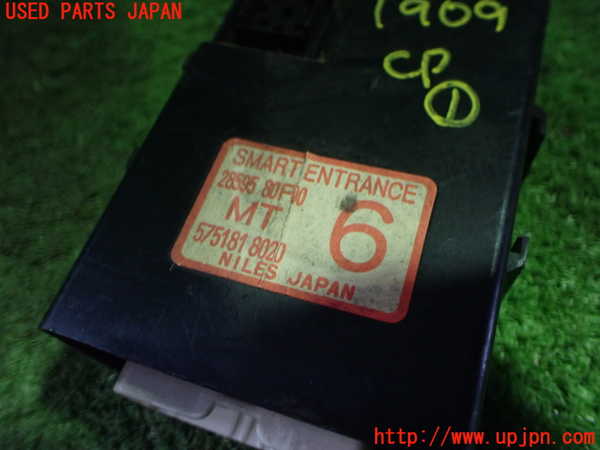 USED PARTS JAPAN
1909
CP
①
SMART ENTRANCE
28595 80F00
MT
6
575181 8020
NILES JAPAN
http://www.upjpn.com